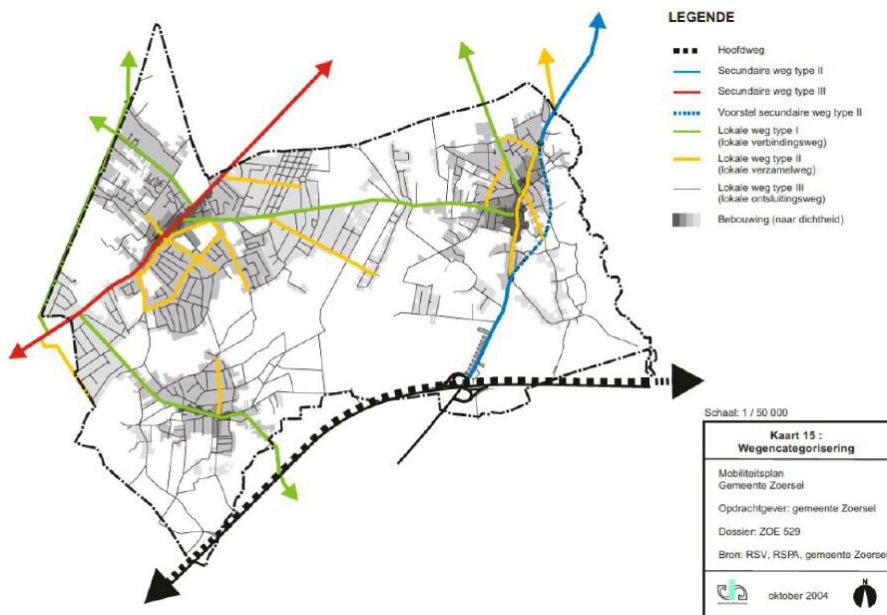 LEGENDE
Hoofdweg
Secundaire weg type II
Secundaire weg type III
Voorstel secundaire weg type II
Lokale weg type I
(lokale verbindingsweg)
Lokale weg type II
(lokale verzamelweg)
Lokale weg type III
(lokale ontsluitingsweg)
Bebouwing (naar dichtheid)
Schaal: 1 / 50 000
Kaart 15 :
Wegencategorisering
Mobiliteitsplan
Gemeente Zoersel
Opdrachtgever: gemeente Zoersel
Dossier: ZOE 529
Bron: RSV, RSPA, gemeente Zoersel
oktober 2004
N